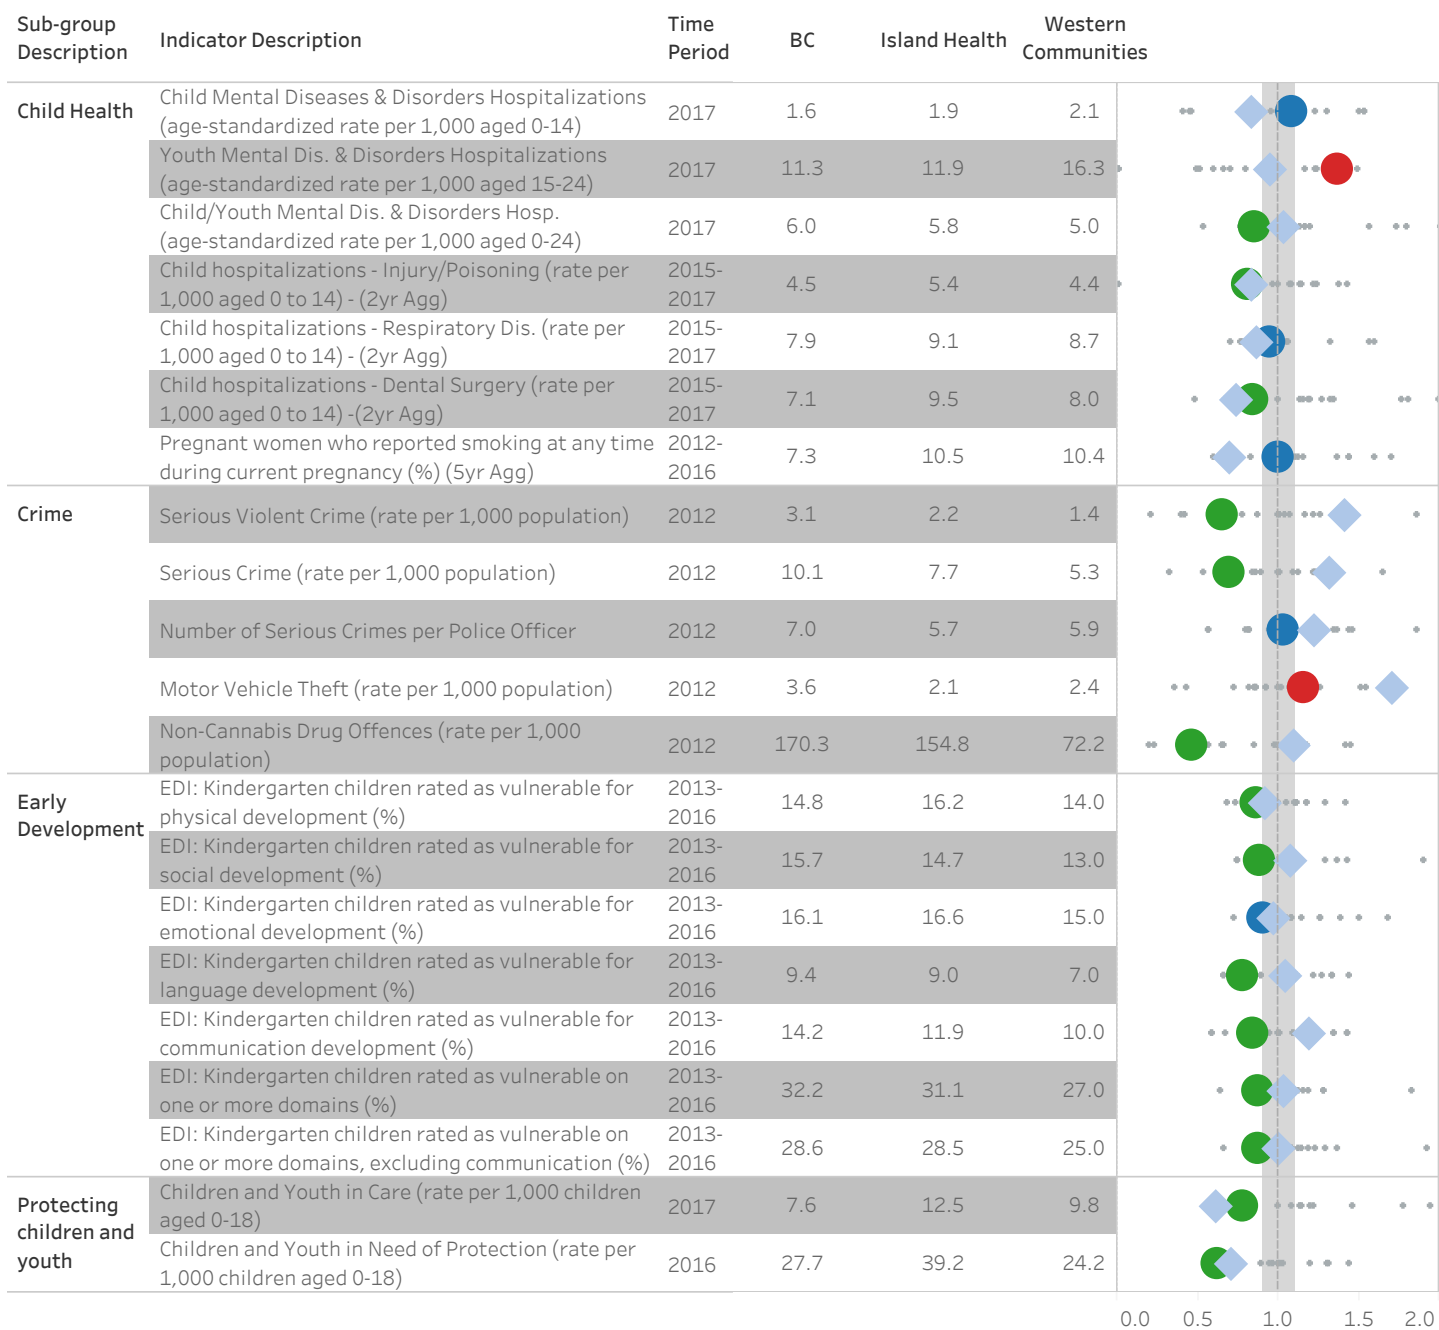 Sub-group Description Indicator Description Time Period BC Island Health Western Communities
Child Health
Child Mental Diseases & Disorders Hospitalizations (age-standardized rate per 1,000 aged 0-14) 2017 1.6 1.9 2.1
Youth Mental Dis. & Disorders Hospitalizations (age-standardized rate per 1,000 aged 15-24) 2017 11.3 11.9 16.3
Child/Youth Mental Dis. & Disorders Hosp. (age-standardized rate per 1,000 aged 0-24) 2017 6.0 5.8 5.0
Child hospitalizations - Injury/Poisoning (rate per 1,000 aged 0 to 14) - (2yr Agg) 2015-2017 4.5 5.4 4.4
Child hospitalizations - Respiratory Dis. (rate per 1,000 aged 0 to 14) - (2yr Agg) 2015-2017 7.9 9.1 8.7
Child hospitalizations - Dental Surgery (rate per 1,000 aged 0 to 14) -(2yr Agg) 2015-2017 7.1 9.5 8.0
Pregnant women who reported smoking at any time during current pregnancy (%) (5yr Agg) 2012-2016 7.3 10.5 10.4
Crime
Serious Violent Crime (rate per 1,000 population) 2012 3.1 2.2 1.4
Serious Crime (rate per 1,000 population) 2012 10.1 7.7 5.3
Number of Serious Crimes per Police Officer 2012 7.0 5.7 5.9
Motor Vehicle Theft (rate per 1,000 population) 2012 3.6 2.1 2.4
Non-Cannabis Drug Offences (rate per 1,000 population) 2012 170.3 154.8 72.2
Early Development
EDI: Kindergarten children rated as vulnerable for physical development (%) 2013-2016 14.8 16.2 14.0
EDI: Kindergarten children rated as vulnerable for social development (%) 2013-2016 15.7 14.7 13.0
EDI: Kindergarten children rated as vulnerable for emotional development (%) 2013-2016 16.1 16.6 15.0
EDI: Kindergarten children rated as vulnerable for language development (%) 2013-2016 9.4 9.0 7.0
EDI: Kindergarten children rated as vulnerable for communication development (%) 2013-2016 14.2 11.9 10.0
EDI: Kindergarten children rated as vulnerable on one or more domains (%) 2013-2016 32.2 31.1 27.0
EDI: Kindergarten children rated as vulnerable on one or more domains, excluding communication (%) 2013-2016 28.6 28.5 25.0
Protecting children and youth
Children and Youth in Care (rate per 1,000 children aged 0-18) 2017 7.6 12.5 9.8
Children and Youth in Need of Protection (rate per 1,000 children aged 0-18) 2016 27.7 39.2 24.2
0.0 0.5 1.0 1.5 2.0